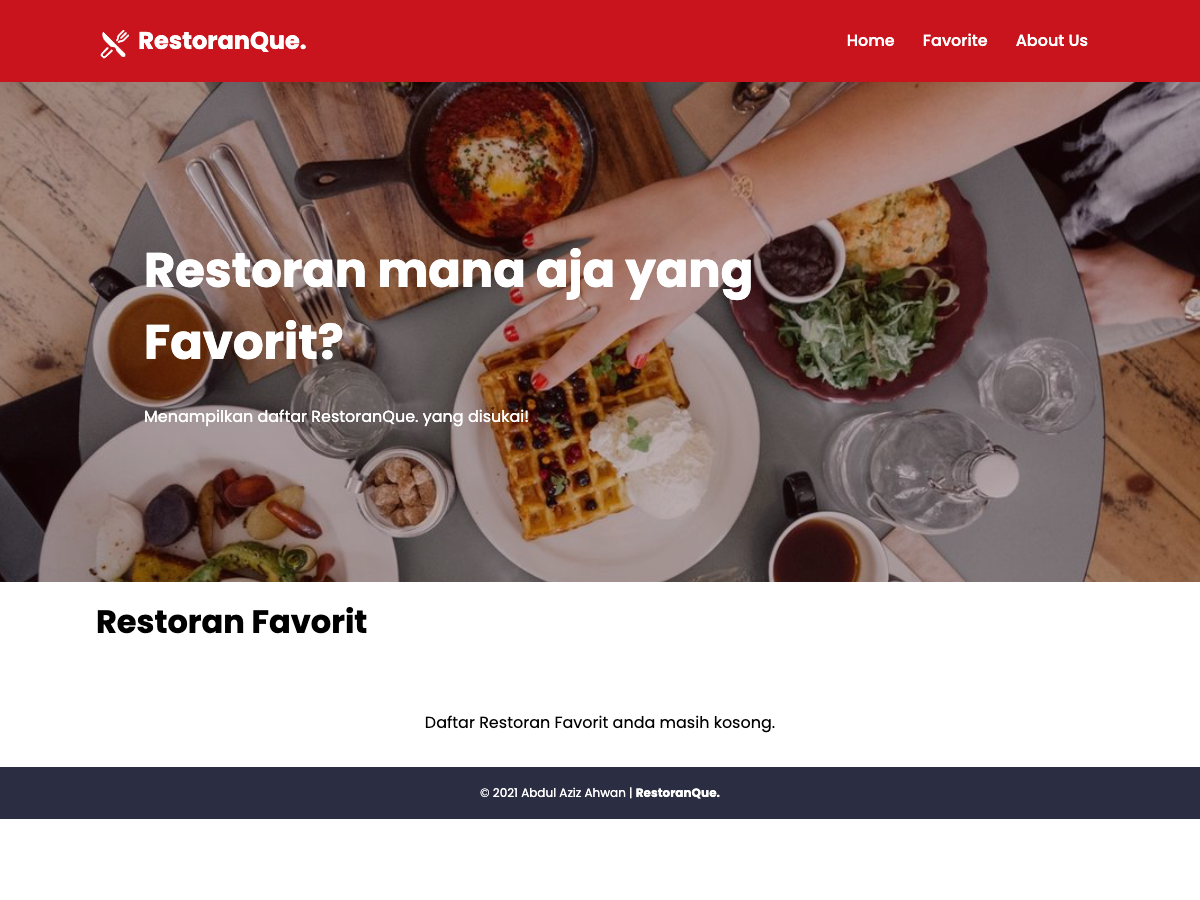 RestoranQue.
Home Favorite About Us
Restoran mana aja yang
Favorit?
Menampilkan daftar RestoranQue. yang disukai!
Restoran Favorit
Daftar Restoran Favorit anda masih kosong.
© 2021 Abdul Aziz Ahwan | RestoranQue.